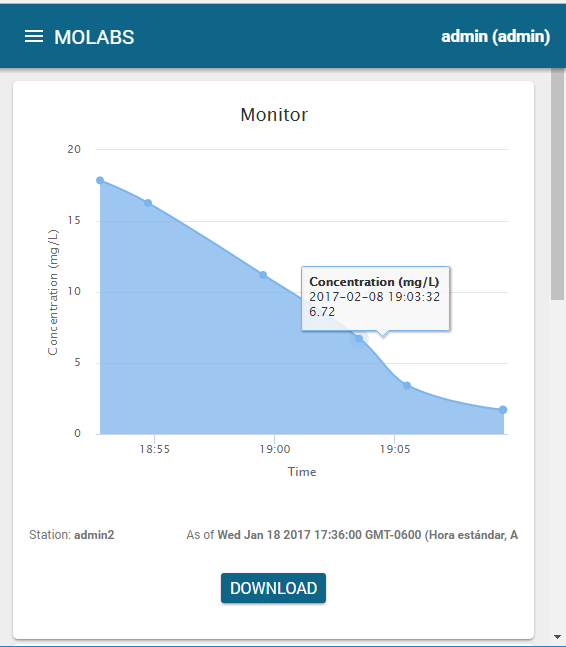 MOLABS
admin (admin)
Monitor
20
15
10
5
0
Concentration (mg/L)
Concentration (mg/L)
2017-02-08 19:03:32
6.72
18:55
19:00
19:05
Time
Station: admin2
As of Wed Jan 18 2017 17:36:00 GMT-0600 (Hora estándar, A
DOWNLOAD